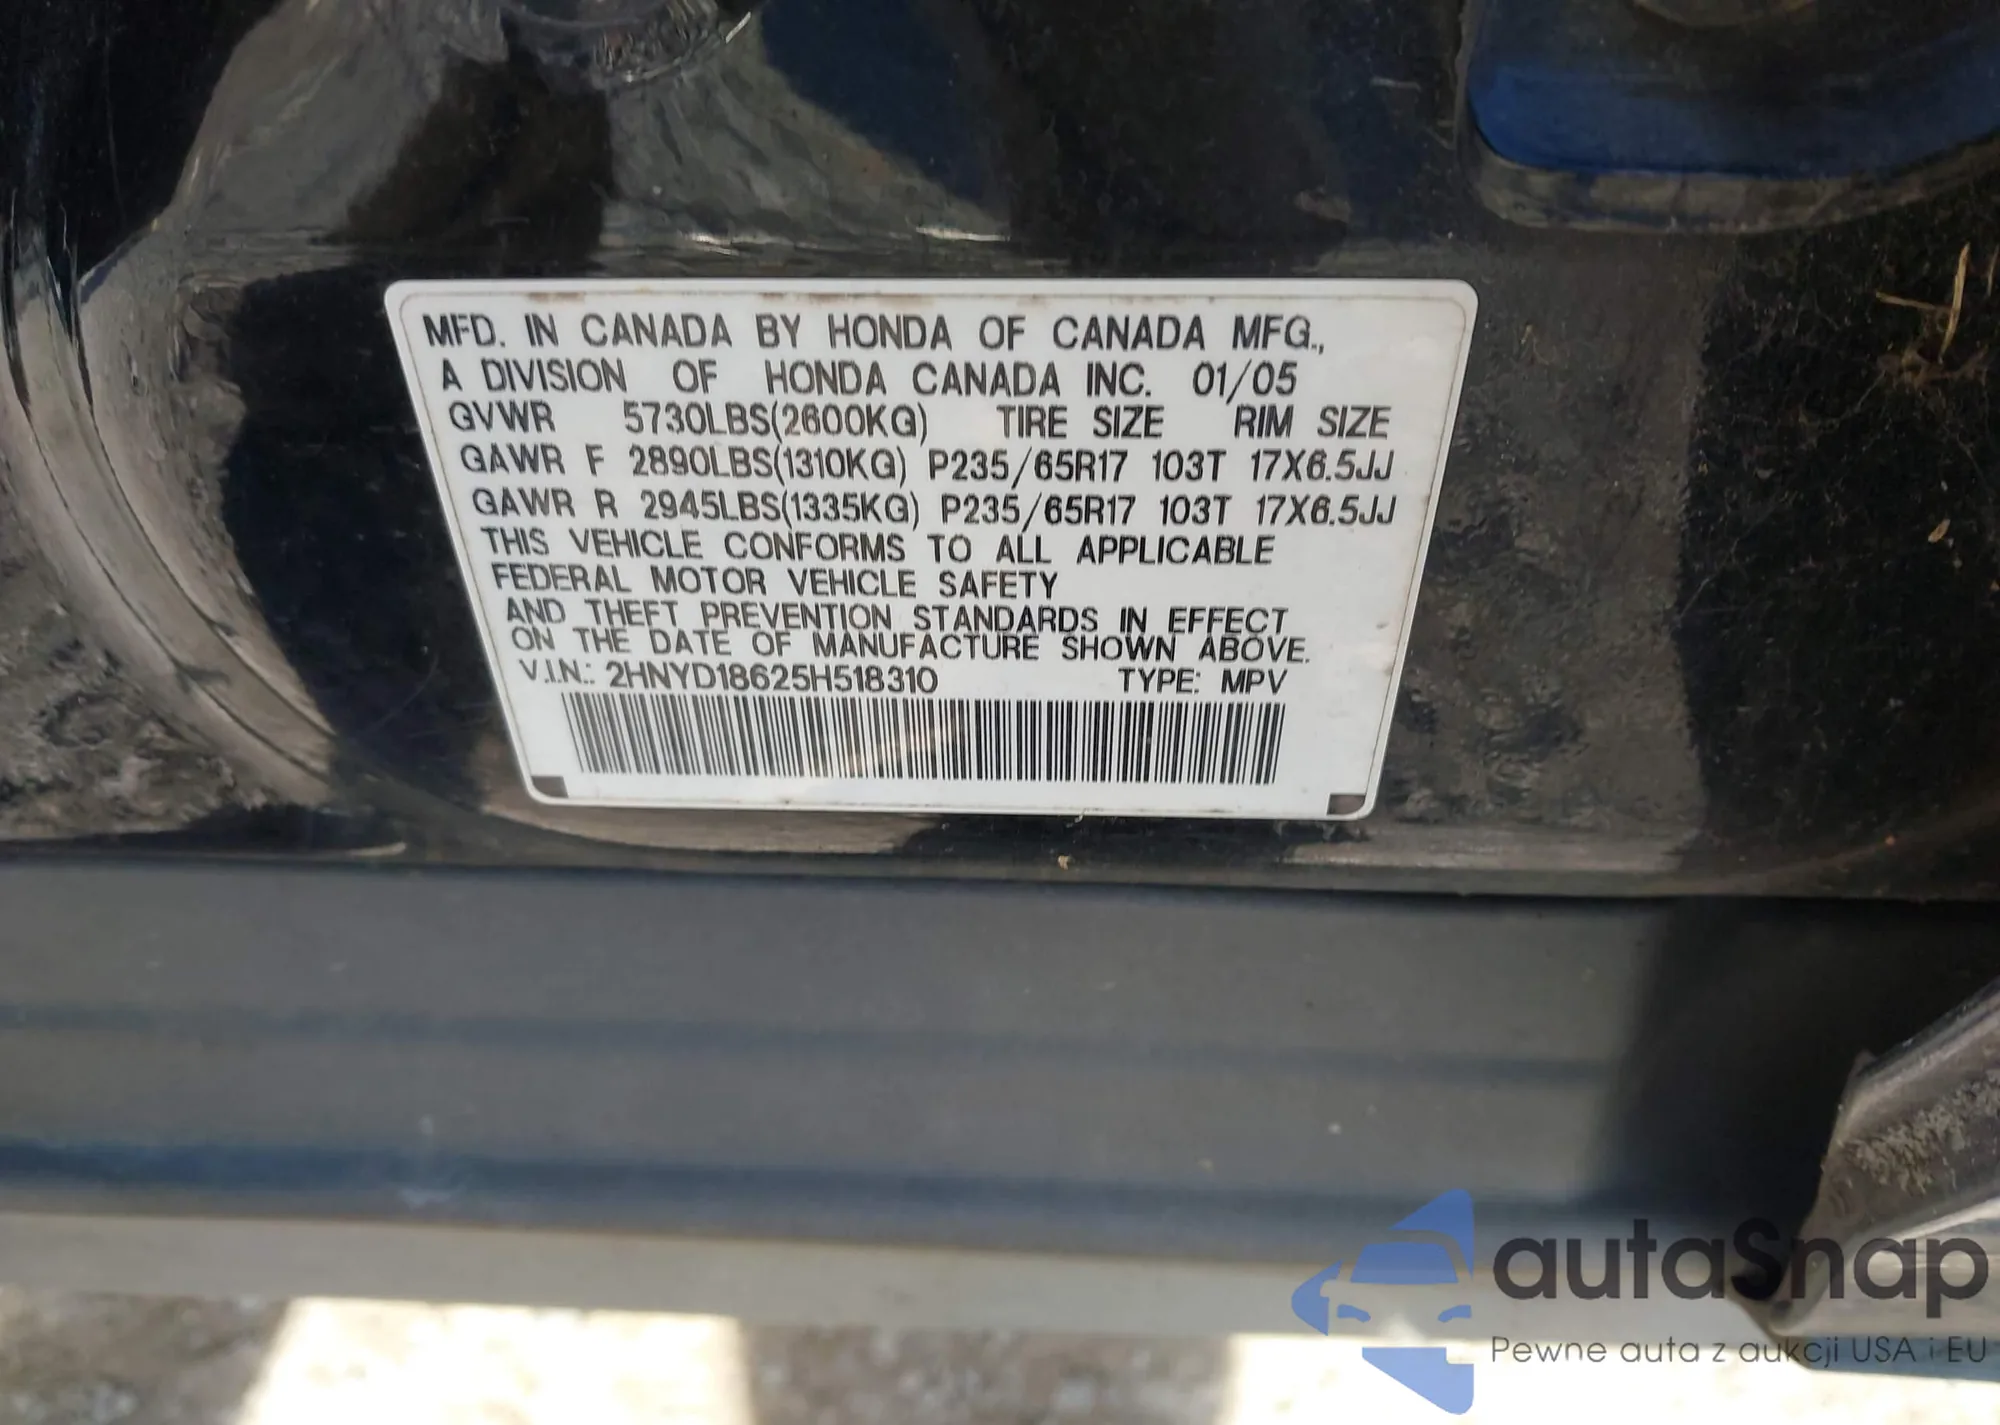 MFD. IN CANADA BY HONDA OF CANADA MFG.,
A DIVISION OF HONDA CANADA INC. 01/05
GVWR 5730LBS(2600KG) TIRE SIZE RIM SIZE
GAWR F 2890LBS(1310KG) P235/65R17 103T 17X6.5JJ
GAWR R 2945LBS(1335KG) P235/65R17 103T 17X6.5JJ
THIS VEHICLE CONFORMS TO ALL APPLICABLE
FEDERAL MOTOR VEHICLE SAFETY
AND THEFT PREVENTION STANDARDS IN EFFECT
ON THE DATE OF MANUFACTURE SHOWN ABOVE.
V.I.N.: 2HNYD18625H518310 TYPE: MPV
autaSnap
Pewne auta z aukcji USA i EU